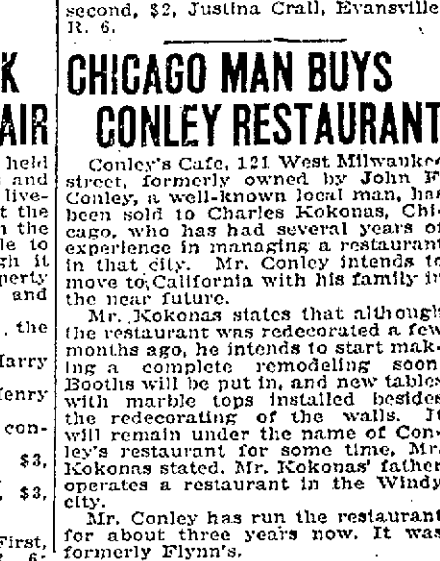 second, $2, Justina Crall, Evansville
R. 6.
K
AIR
held
and
live-
t the
n the
le to
gh it
perty
and
the
Harry
Henry
con-
$3,
$3,
First,
R. 6;
CHICAGO MAN BUYS
CONLEY RESTAURANT
Conley's Cafe, 121 West Milwaukee
street, formerly owned by John F
Conley, a well-known local man, has
been sold to Charles Kokonas, Chi-
cago, who has had several years of
experience in managing a restaurant
in that city. Mr. Conley intends to
move to California with his family in
the near future.
Mr. Kokonas states that although
the restaurant was redecorated a few
months ago, he intends to start mak-
ing a complete remodeling soon
Booths will be put in, and new tables
with marble tops installed besides
the redecorating of the walls. It
will remain under the name of Con-
ley's restaurant for some time, Mr.
Kokonas stated. Mr. Kokonas' father
operates a restaurant in the Windy
city.
Mr. Conley has run the restaurant
for about three years now. It was
formerly Flynn's.